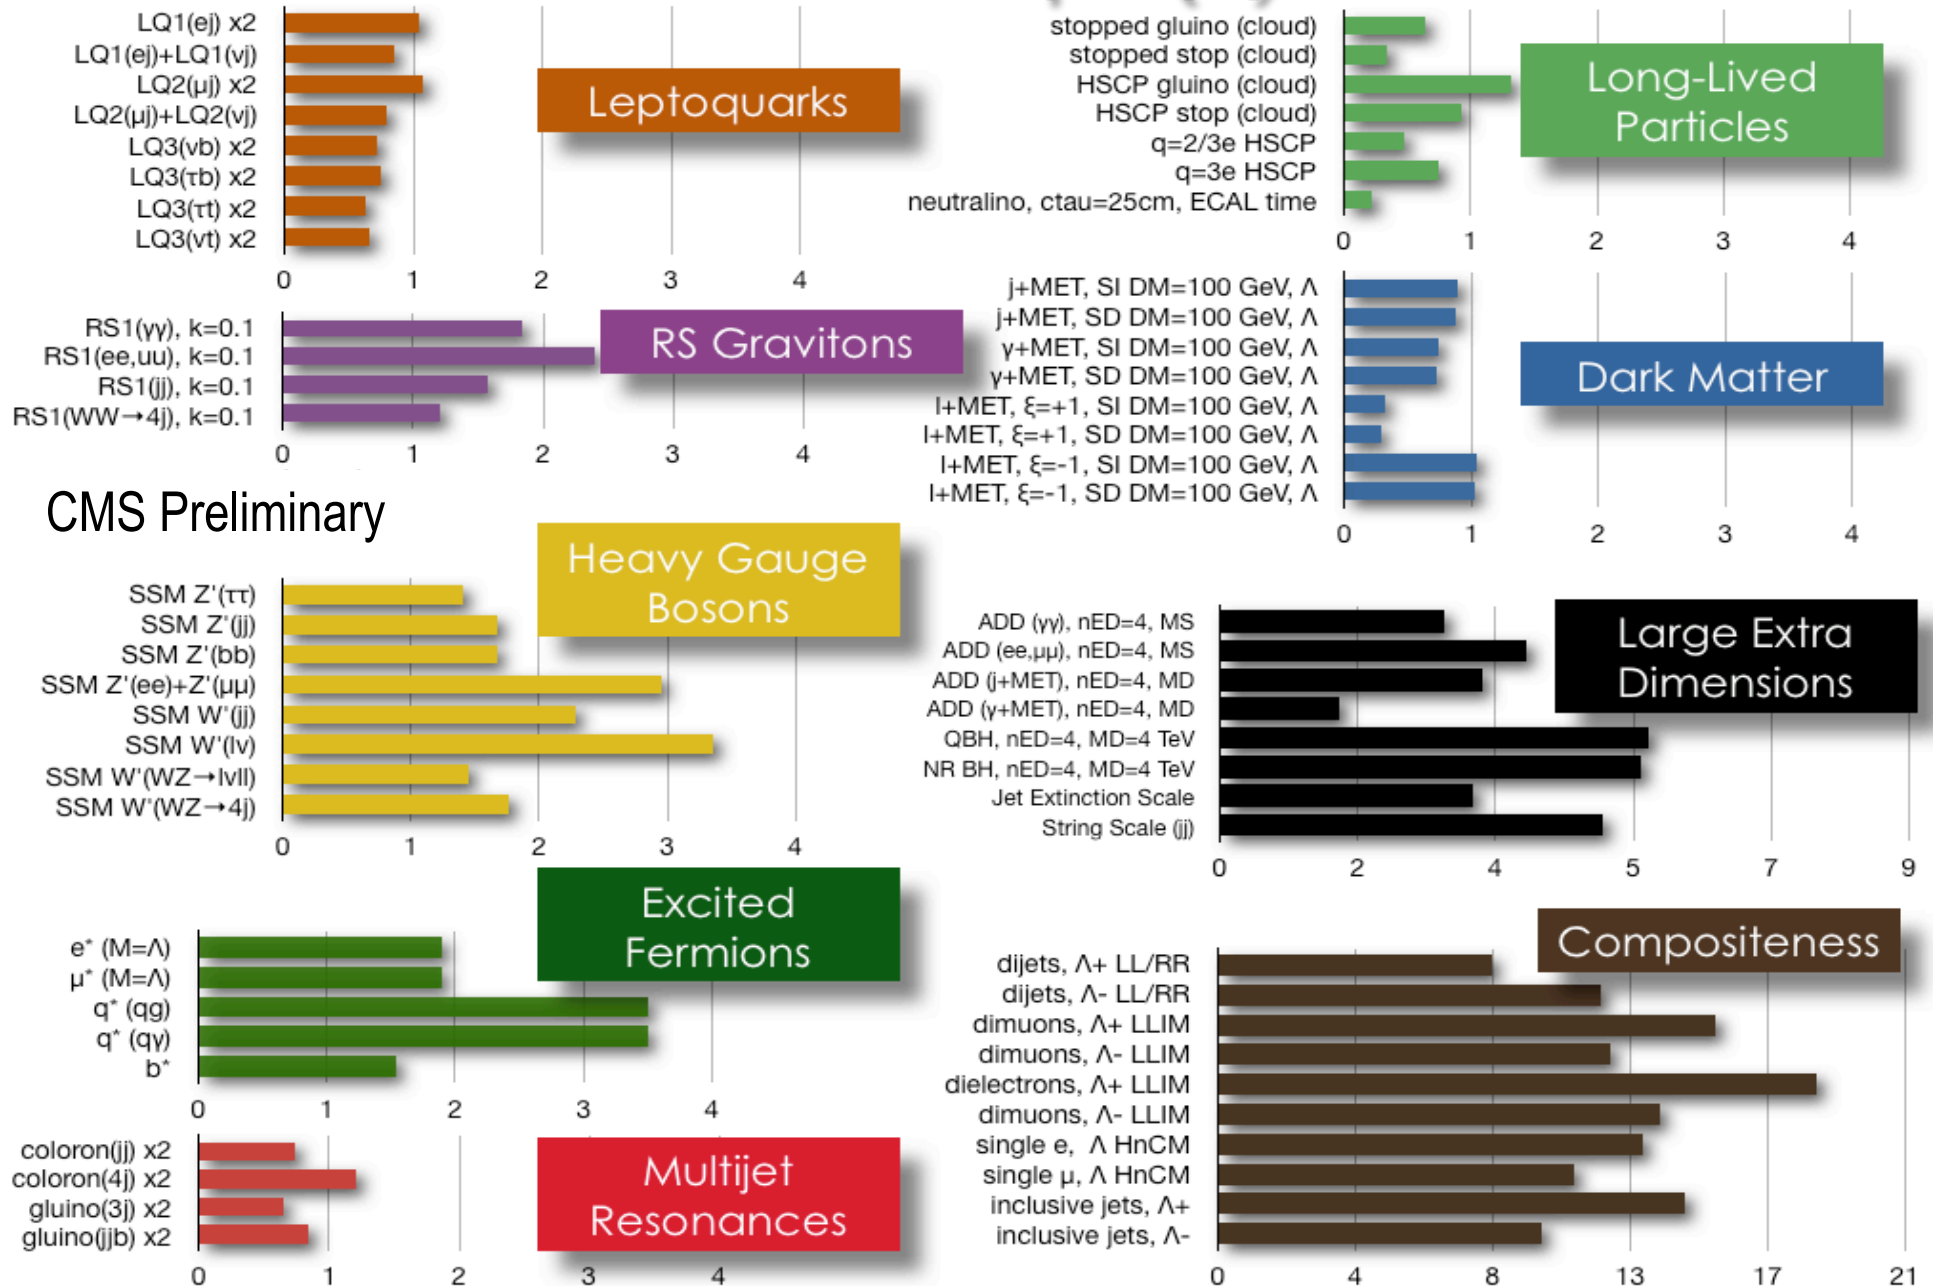 LQ1(ej) x2
LQ1(ej)+LQ1(νj)
LQ2(μj) x2
LQ2(μj)+LQ2(νj)
LQ3(νb) x2
LQ3(τb) x2
LQ3(τt) x2
LQ3(νt) x2
0 1 2 3 4
Leptoquarks
RS1(γγ), k=0.1
RS1(ee,uu), k=0.1
RS1(jj), k=0.1
RS1(WW→4j), k=0.1
0 1 2 3 4
RS Gravitons
CMS Preliminary
Heavy Gauge
Bosons
SSM Z'(ττ)
SSM Z'(jj)
SSM Z'(bb)
SSM Z'(ee)+Z'(μμ)
SSM W'(jj)
SSM W'(lν)
SSM W'(WZ→lνll)
SSM W'(WZ→4j)
0 1 2 3 4
Excited
Fermions
e* (M=Λ)
μ* (M=Λ)
q* (qg)
q* (qγ)
b*
0 1 2 3 4
coloron(jj) x2
coloron(4j) x2
gluino(3j) x2
gluino(jjb) x2
0 1 2 3 4
Multijet
Resonances
stopped gluino (cloud)
stopped stop (cloud)
HSCP gluino (cloud)
HSCP stop (cloud)
q=2/3e HSCP
q=3e HSCP
neutralino, ctau=25cm, ECAL time
0 1 2 3 4
Long-Lived
Particles
j+MET, SI DM=100 GeV, Λ
j+MET, SD DM=100 GeV, Λ
γ+MET, SI DM=100 GeV, Λ
γ+MET, SD DM=100 GeV, Λ
l+MET, ξ=+1, SI DM=100 GeV, Λ
l+MET, ξ=+1, SD DM=100 GeV, Λ
l+MET, ξ=-1, SI DM=100 GeV, Λ
l+MET, ξ=-1, SD DM=100 GeV, Λ
0 1 2 3 4
Dark Matter
ADD (γγ), nED=4, MS
ADD (ee,μμ), nED=4, MS
ADD (j+MET), nED=4, MD
ADD (γ+MET), nED=4, MD
QBH, nED=4, MD=4 TeV
NR BH, nED=4, MD=4 TeV
Jet Extinction Scale
String Scale (jj)
0 2 4 5 7 9
Large Extra
Dimensions
Compositeness
dijets, Λ+ LL/RR
dijets, Λ- LL/RR
dimuons, Λ+ LLIM
dimuons, Λ- LLIM
dielectrons, Λ+ LLIM
dimuons, Λ- LLIM
single e, Λ HnCM
single μ, Λ HnCM
inclusive jets, Λ+
inclusive jets, Λ-
0 4 8 13 17 21